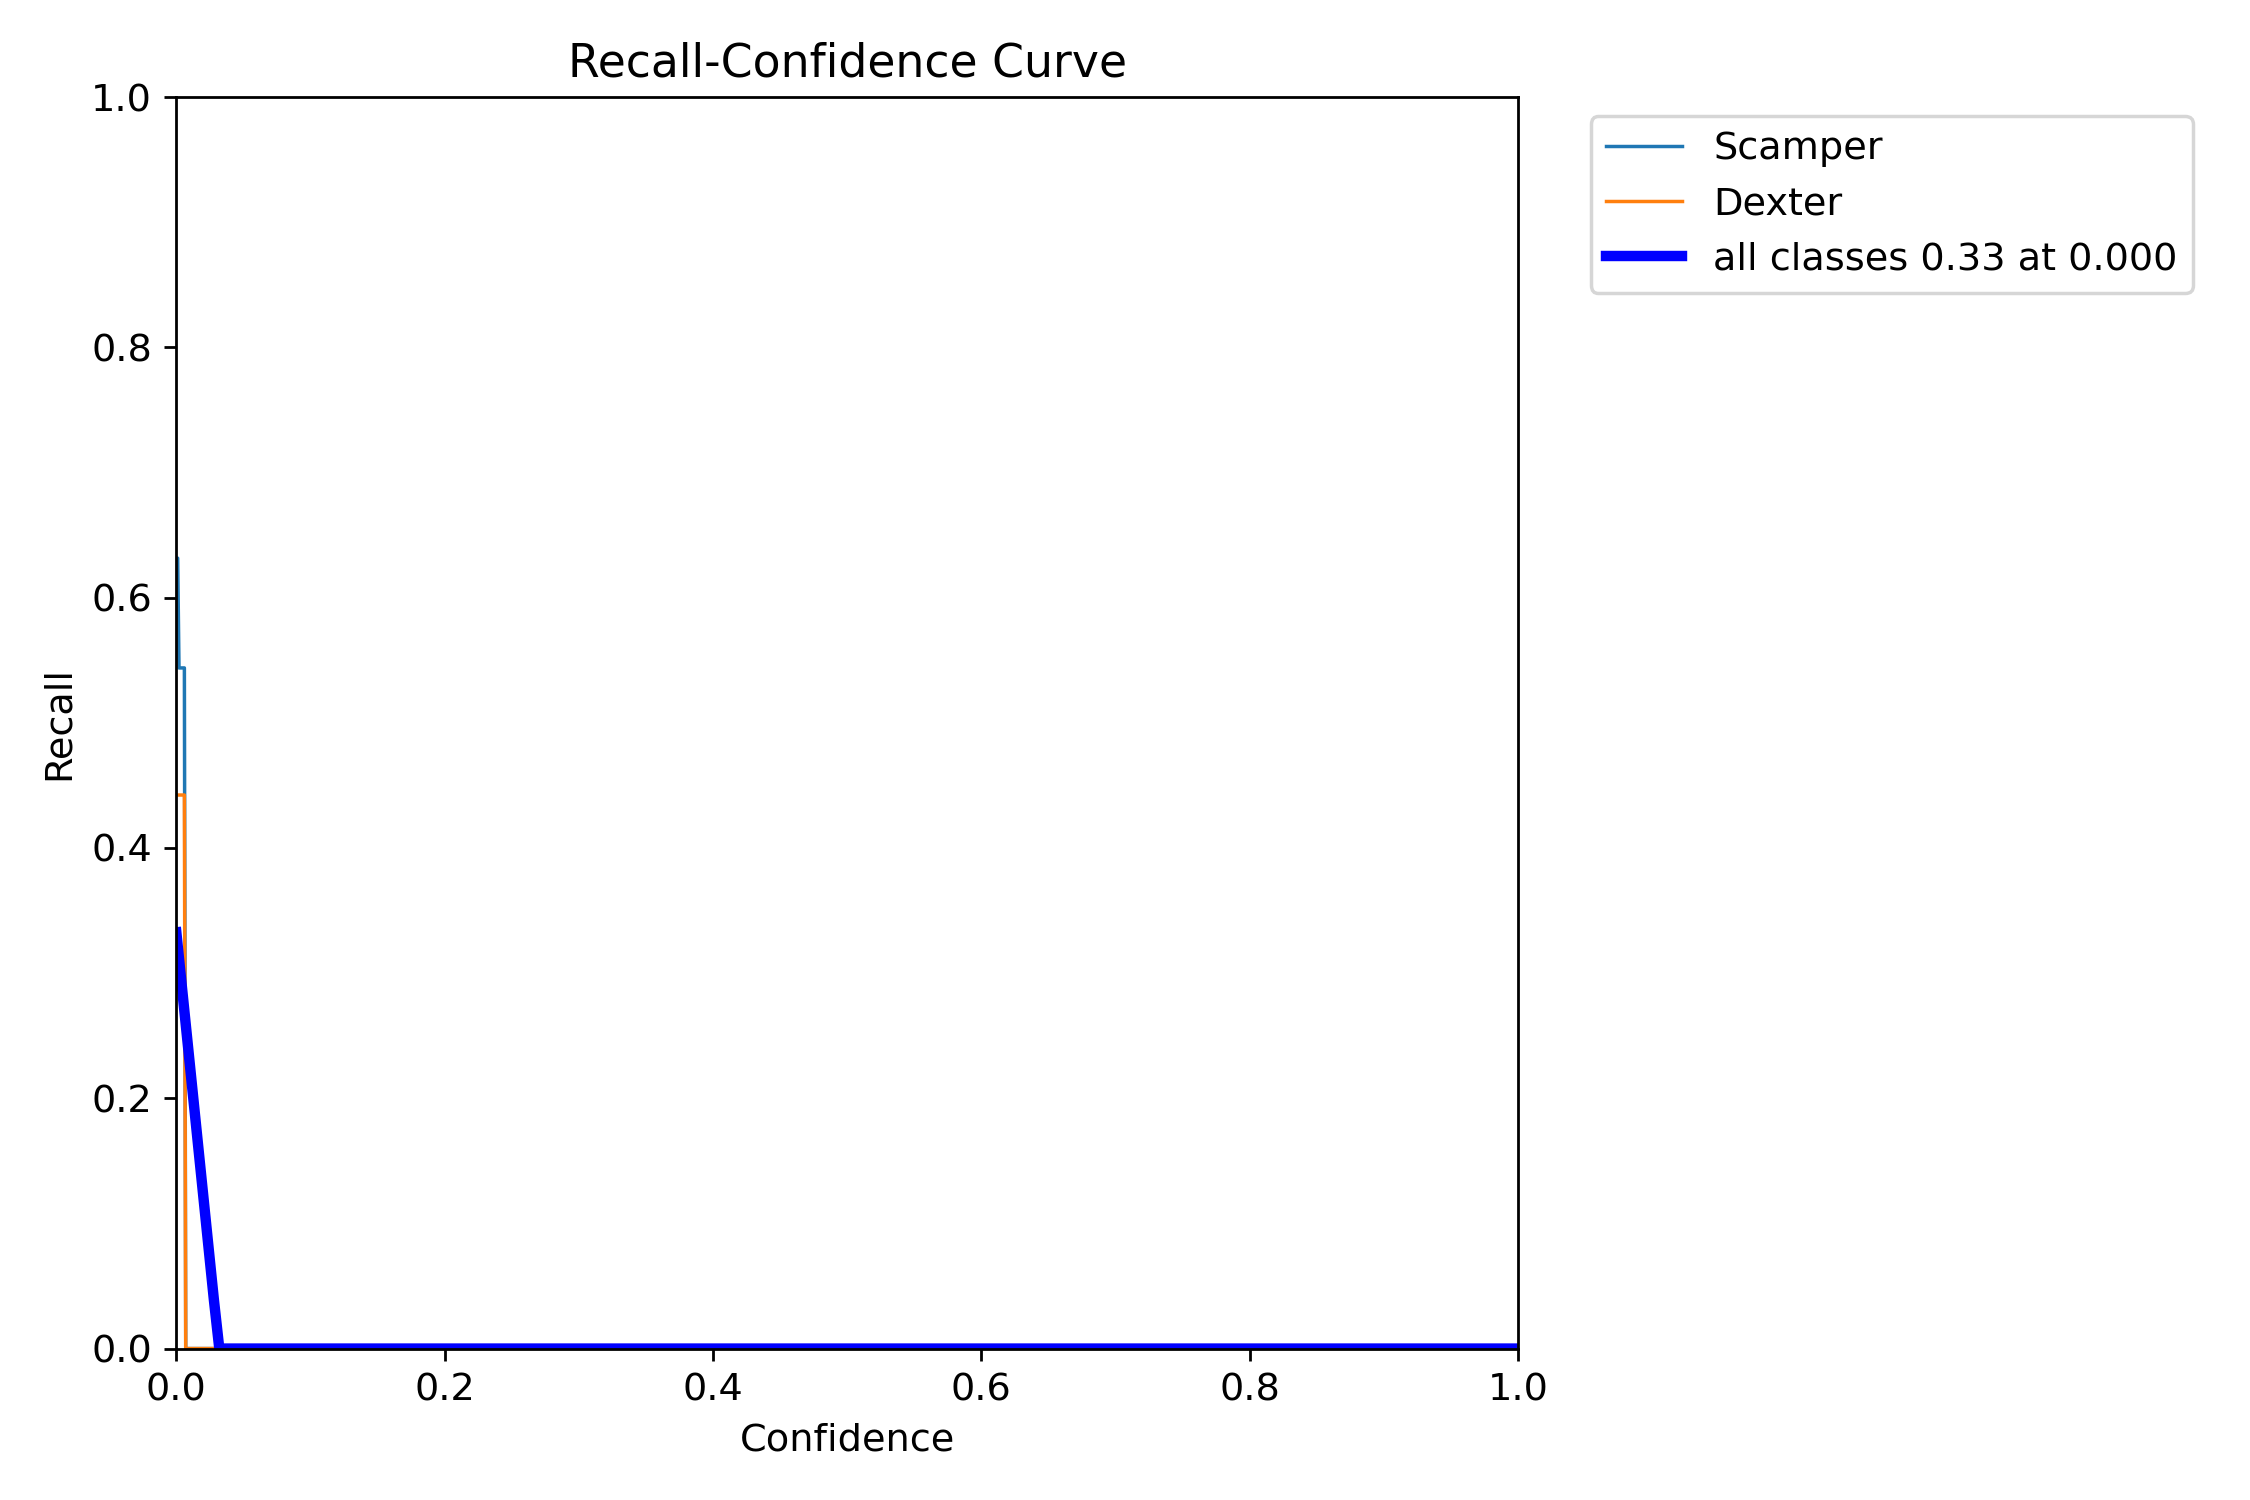 Recall-Confidence Curve
1.0
0.8
0.6
0.4
0.2
0.0
Recall
0.0 0.2 0.4 0.6 0.8 1.0
Confidence
Scamper
Dexter
all classes 0.33 at 0.000